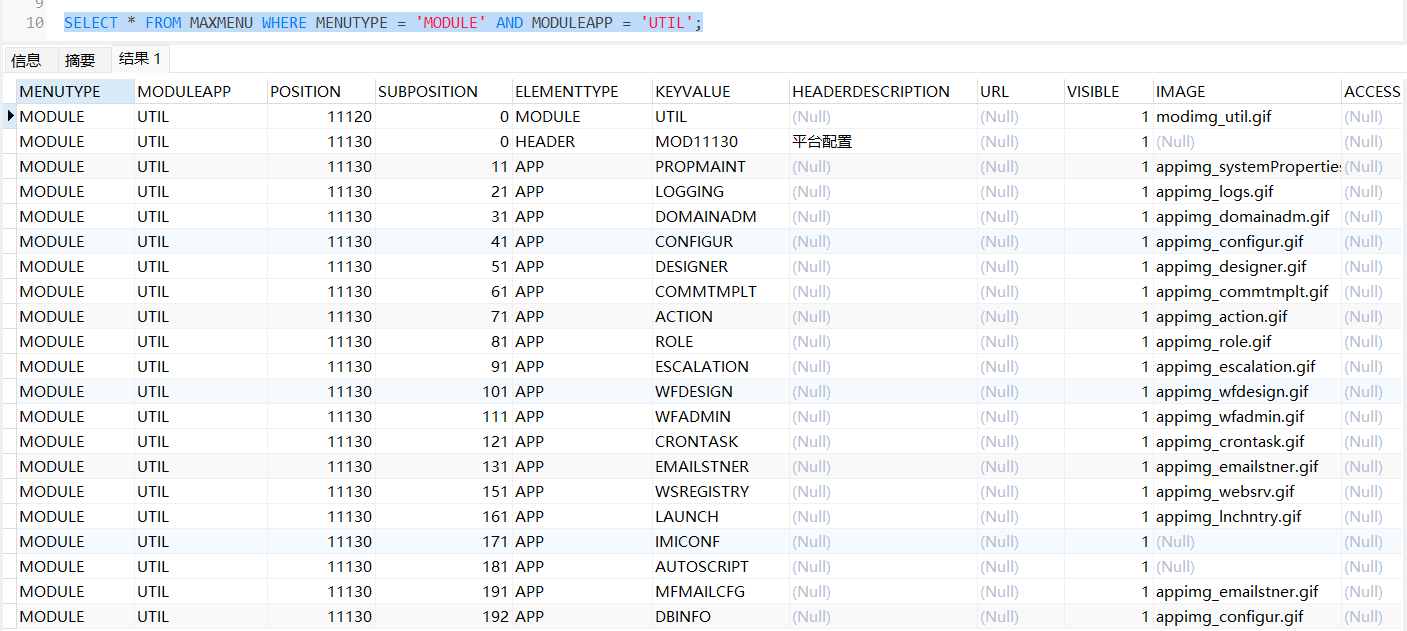 9
10 SELECT * FROM MAXMENU WHERE MENUTYPE = 'MODULE' AND MODULEAPP = 'UTIL';
信息 摘要 结果 1
MENUTYPE MODULEAPP POSITION SUBPOSITION ELEMENTTYPE KEYVALUE HEADERDESCRIPTION URL VISIBLE IMAGE ACCESS
MODULE UTIL 11120 0 MODULE UTIL (Null) (Null) 1 modimg_util.gif (Null)
MODULE UTIL 11130 0 HEADER MOD11130 平台配置 (Null) 1 (Null) (Null)
MODULE UTIL 11130 11 APP PROPMAINT (Null) (Null) 1 appimg_systemProperties (Null)
MODULE UTIL 11130 21 APP LOGGING (Null) (Null) 1 appimg_logs.gif (Null)
MODULE UTIL 11130 31 APP DOMAINADM (Null) (Null) 1 appimg_domainadm.gif (Null)
MODULE UTIL 11130 41 APP CONFIGUR (Null) (Null) 1 appimg_configur.gif (Null)
MODULE UTIL 11130 51 APP DESIGNER (Null) (Null) 1 appimg_designer.gif (Null)
MODULE UTIL 11130 61 APP COMMTMPLT (Null) (Null) 1 appimg_commtmplt.gif (Null)
MODULE UTIL 11130 71 APP ACTION (Null) (Null) 1 appimg_action.gif (Null)
MODULE UTIL 11130 81 APP ROLE (Null) (Null) 1 appimg_role.gif (Null)
MODULE UTIL 11130 91 APP ESCALATION (Null) (Null) 1 appimg_escalation.gif (Null)
MODULE UTIL 11130 101 APP WFDESIGN (Null) (Null) 1 appimg_wfdesign.gif (Null)
MODULE UTIL 11130 111 APP WFADMIN (Null) (Null) 1 appimg_wfadmin.gif (Null)
MODULE UTIL 11130 121 APP CRONTASK (Null) (Null) 1 appimg_crontask.gif (Null)
MODULE UTIL 11130 131 APP EMAILSTNER (Null) (Null) 1 appimg_emailstner.gif (Null)
MODULE UTIL 11130 151 APP WSREGISTRY (Null) (Null) 1 appimg_websrv.gif (Null)
MODULE UTIL 11130 161 APP LAUNCH (Null) (Null) 1 appimg_lnchntry.gif (Null)
MODULE UTIL 11130 171 APP IMICONF (Null) (Null) 1 (Null) (Null)
MODULE UTIL 11130 181 APP AUTOSCRIPT (Null) (Null) 1 (Null) (Null)
MODULE UTIL 11130 191 APP MFMAILCFG (Null) (Null) 1 appimg_emailstner.gif (Null)
MODULE UTIL 11130 192 APP DBINFO (Null) (Null) 1 appimg_configur.gif (Null)